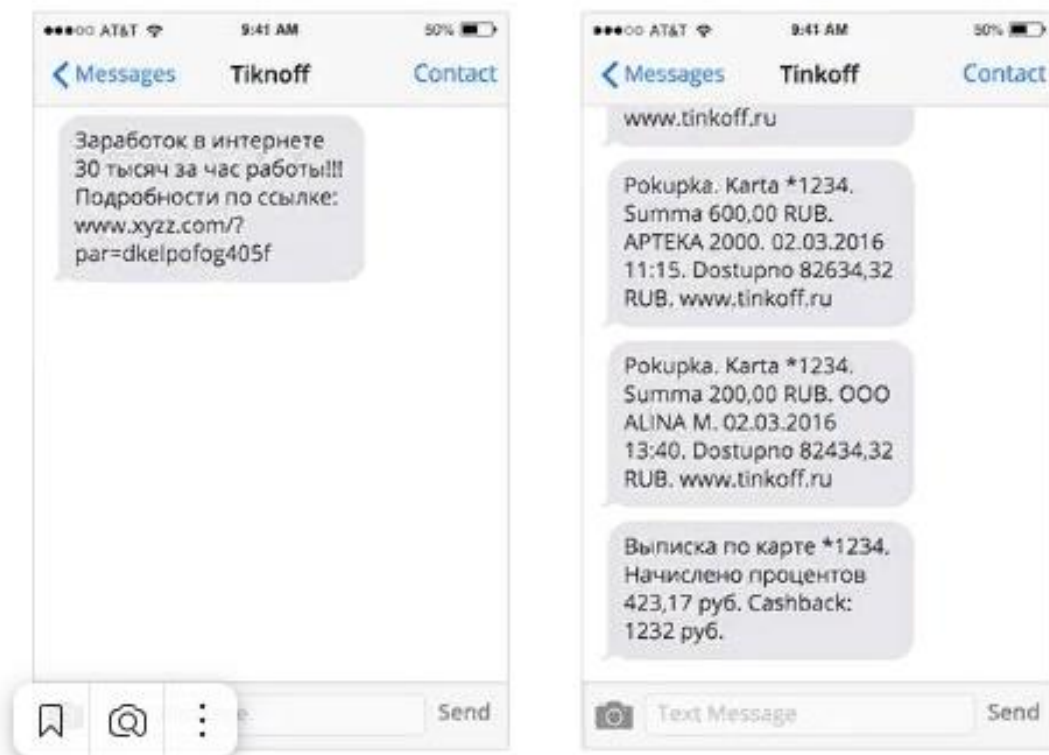 AT&T 9:41 AM 50%
Messages Tiknoff Contact
Заработок в интернете
30 тысяч за час работы!!!
Подробности по ссылке:
www.xyzz.com/?
par=dkelpofog405f
Send
AT&T 9:41 AM 50%
Messages Tinkoff Contact
www.tinkoff.ru
Pokupka. Karta *1234.
Summa 600,00 RUB.
APTEKA 2000. 02.03.2016
11:15. Dostupno 82634,32
RUB. www.tinkoff.ru
Pokupka. Karta *1234.
Summa 200,00 RUB. OOO
ALINA M. 02.03.2016
13:40. Dostupno 82434,32
RUB. www.tinkoff.ru
Выписка по карте *1234.
Начислено процентов
423,17 руб. Cashback:
1232 руб.
Text Message Send